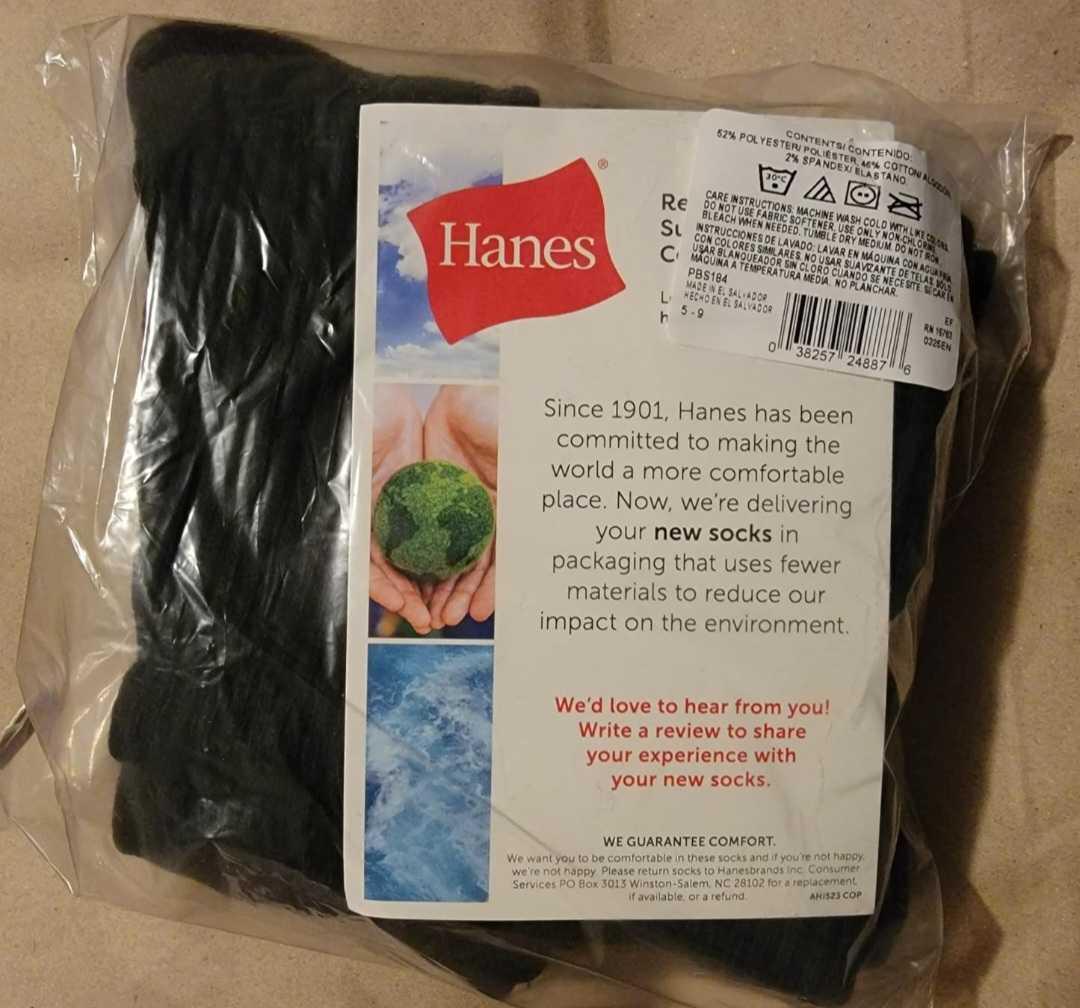 Hanes
®
Re
Su
C
L
h
CONTENTS/ CONTENIDO:
52% POLYESTER/ POLIÉSTER, 46% COTTON/ ALGODÓN
2% SPANDEX/ ELASTANO
30°C
CARE INSTRUCTIONS: MACHINE WASH COLD WITH LIKE COLORS.
DO NOT USE FABRIC SOFTENER, USE ONLY NON-CHLORINE
BLEACH WHEN NEEDED. TUMBLE DRY MEDIUM. DO NOT IRON.
INSTRUCCIONES DE LAVADO: LAVAR EN MÁQUINA CON AGUA FRÍA
CON COLORES SIMILARES. NO USAR SUAVIZANTE DE TELAS. SÓLO
USAR BLANQUEADOR SIN CLORO CUANDO SE NECESITE. SECAR EN
MÁQUINA A TEMPERATURA MEDIA. NO PLANCHAR.
PBS184
MADE IN EL SALVADOR
HECHO EN EL SALVADOR
5 - 9
EF
RN 15763
0325EN
0 38257 24887 6
Since 1901, Hanes has been
committed to making the
world a more comfortable
place. Now, we're delivering
your new socks in
packaging that uses fewer
materials to reduce our
impact on the environment.
We'd love to hear from you!
Write a review to share
your experience with
your new socks.
WE GUARANTEE COMFORT.
We want you to be comfortable in these socks and if you're not happy,
we're not happy. Please return socks to Hanesbrands Inc. Consumer
Services PO Box 3013 Winston-Salem, NC 28102 for a replacement,
if available, or a refund.
AH1523 COP